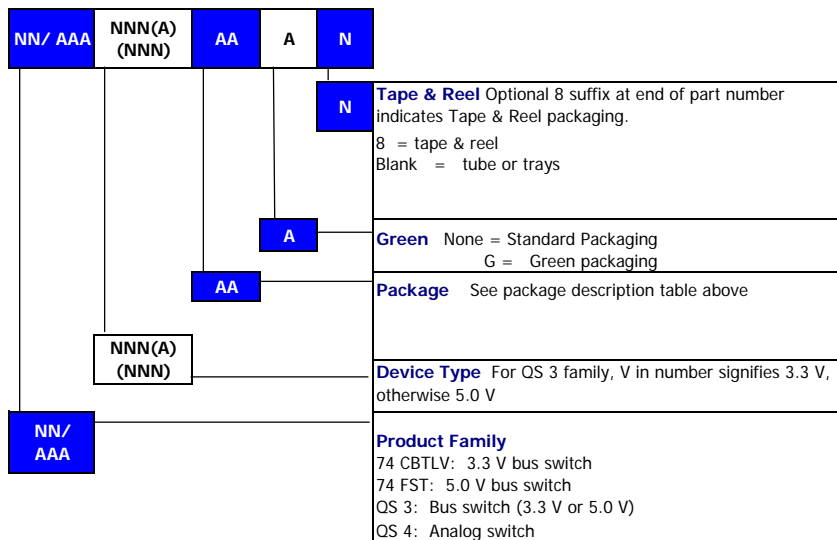 NN/ AAA NNN(A) AA A N
(NNN)
N
Tape & Reel Optional 8 suffix at end of part number
indicates Tape & Reel packaging.
8 = tape & reel
Blank = tube or trays
A
Green None = Standard Packaging
G = Green packaging
AA
Package See package description table above
NNN(A)
(NNN)
Device Type For QS 3 family, V in number signifies 3.3 V,
otherwise 5.0 V
NN/
AAA
Product Family
74 CBTLV: 3.3 V bus switch
74 FST: 5.0 V bus switch
QS 3: Bus switch (3.3 V or 5.0 V)
QS 4: Analog switch